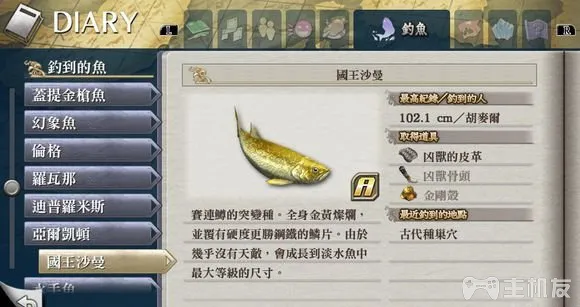 DIARY
L
釣魚
R
釣到的魚
蓋提金槍魚
幻象魚
倫格
羅瓦那
迪普羅米斯
亞爾凱頓
國王沙曼
國王沙曼
A
賽連鱒的突變種。全身金黃燦爛，
並覆有硬度更勝鋼鐵的鱗片。由於
幾乎沒有天敵，會成長到淡水魚中
最大等級的尺寸。
最高紀錄／釣到的人
102.1 cm／胡麥爾
取得道具
凶獸的皮革
凶獸骨頭
金剛殼
最近釣到的地點
古代種巢穴
主机友